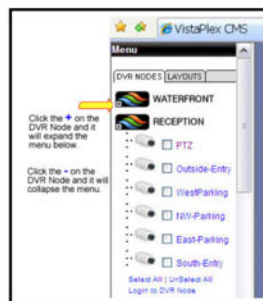 VistaPlex CMS
Menu
DVR NODES LAYOUTS
WATERFRONT
RECEPTION
Click the + on the
DVR Node and it
will expand the
menu below.
Click the - on the
DVR Node and it will
collapse the menu.
PTZ
Outside-Entry
WestParking
NW-Parking
East-Parking
South-Entry
Select All | UnSelect All
Login to DVR Node